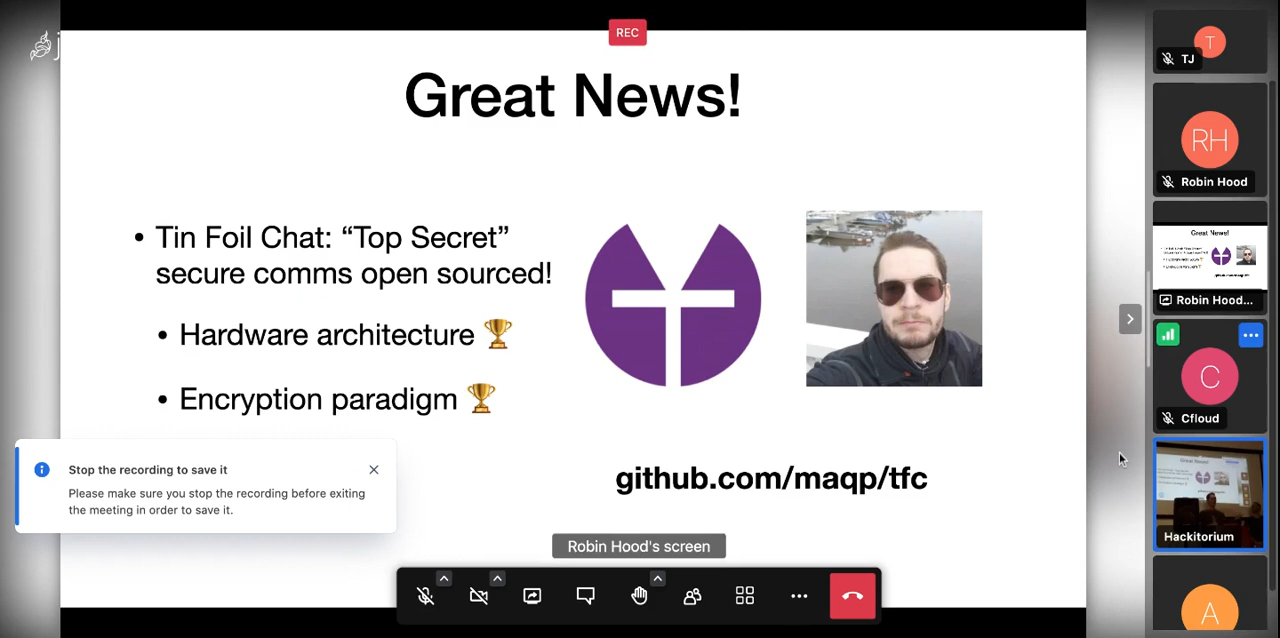 REC
j
Great News!
• Tin Foil Chat: “Top Secret”
secure comms open sourced!
• Hardware architecture 🏆
• Encryption paradigm 🏆
github.com/maqp/tfc
Stop the recording to save it
Please make sure you stop the recording before exiting
the meeting in order to save it.
Robin Hood's screen
T
TJ
RH
Robin Hood
Great News!
Robin Hood...
C
Cfloud
Hackitorium
A